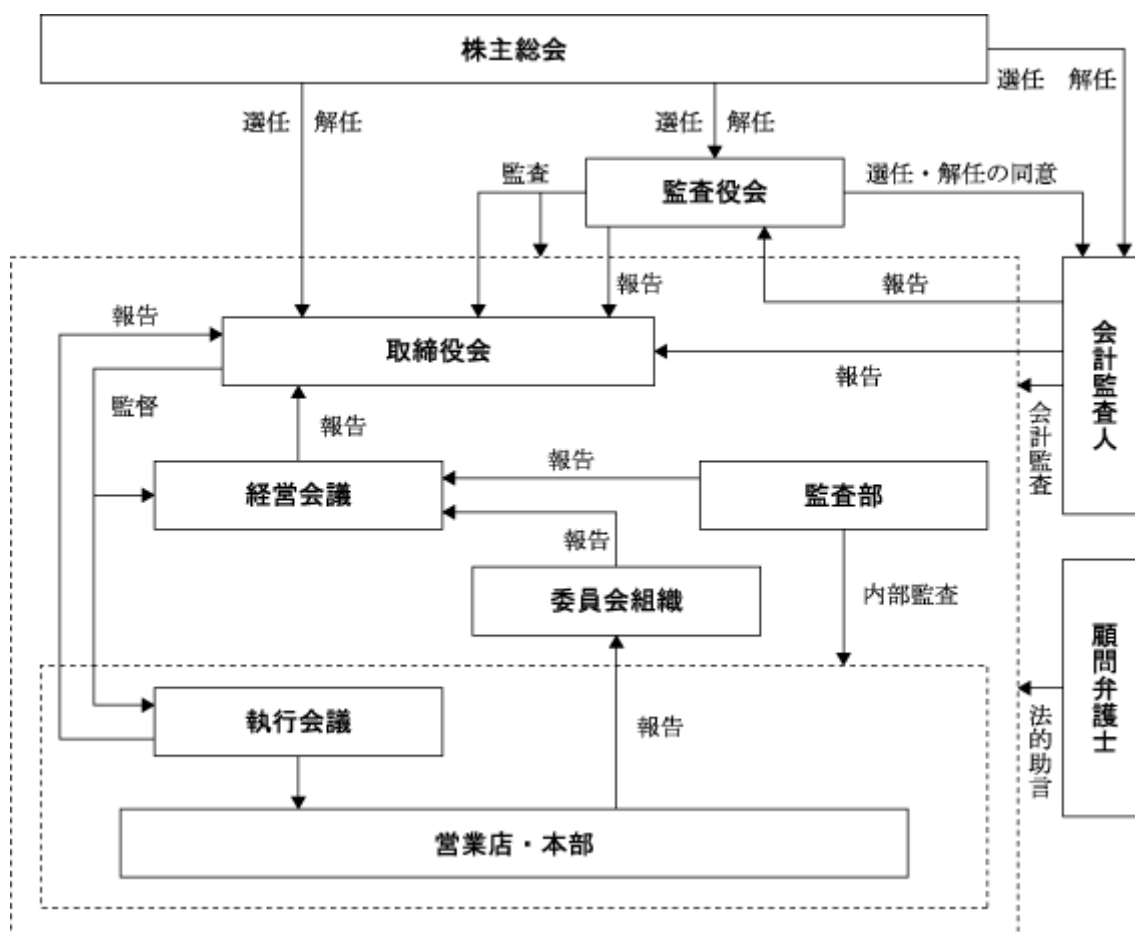 株主総会
選任 解任
選任 解任
選任 解任
監査役会
監査
選任・解任の同意
報告
報告
報告
取締役会
報告
会計監査人
監督
報告
会計監査
経営会議
報告
監査部
報告
委員会組織
内部監査
顧問弁護士
執行会議
報告
法的助言
営業店・本部